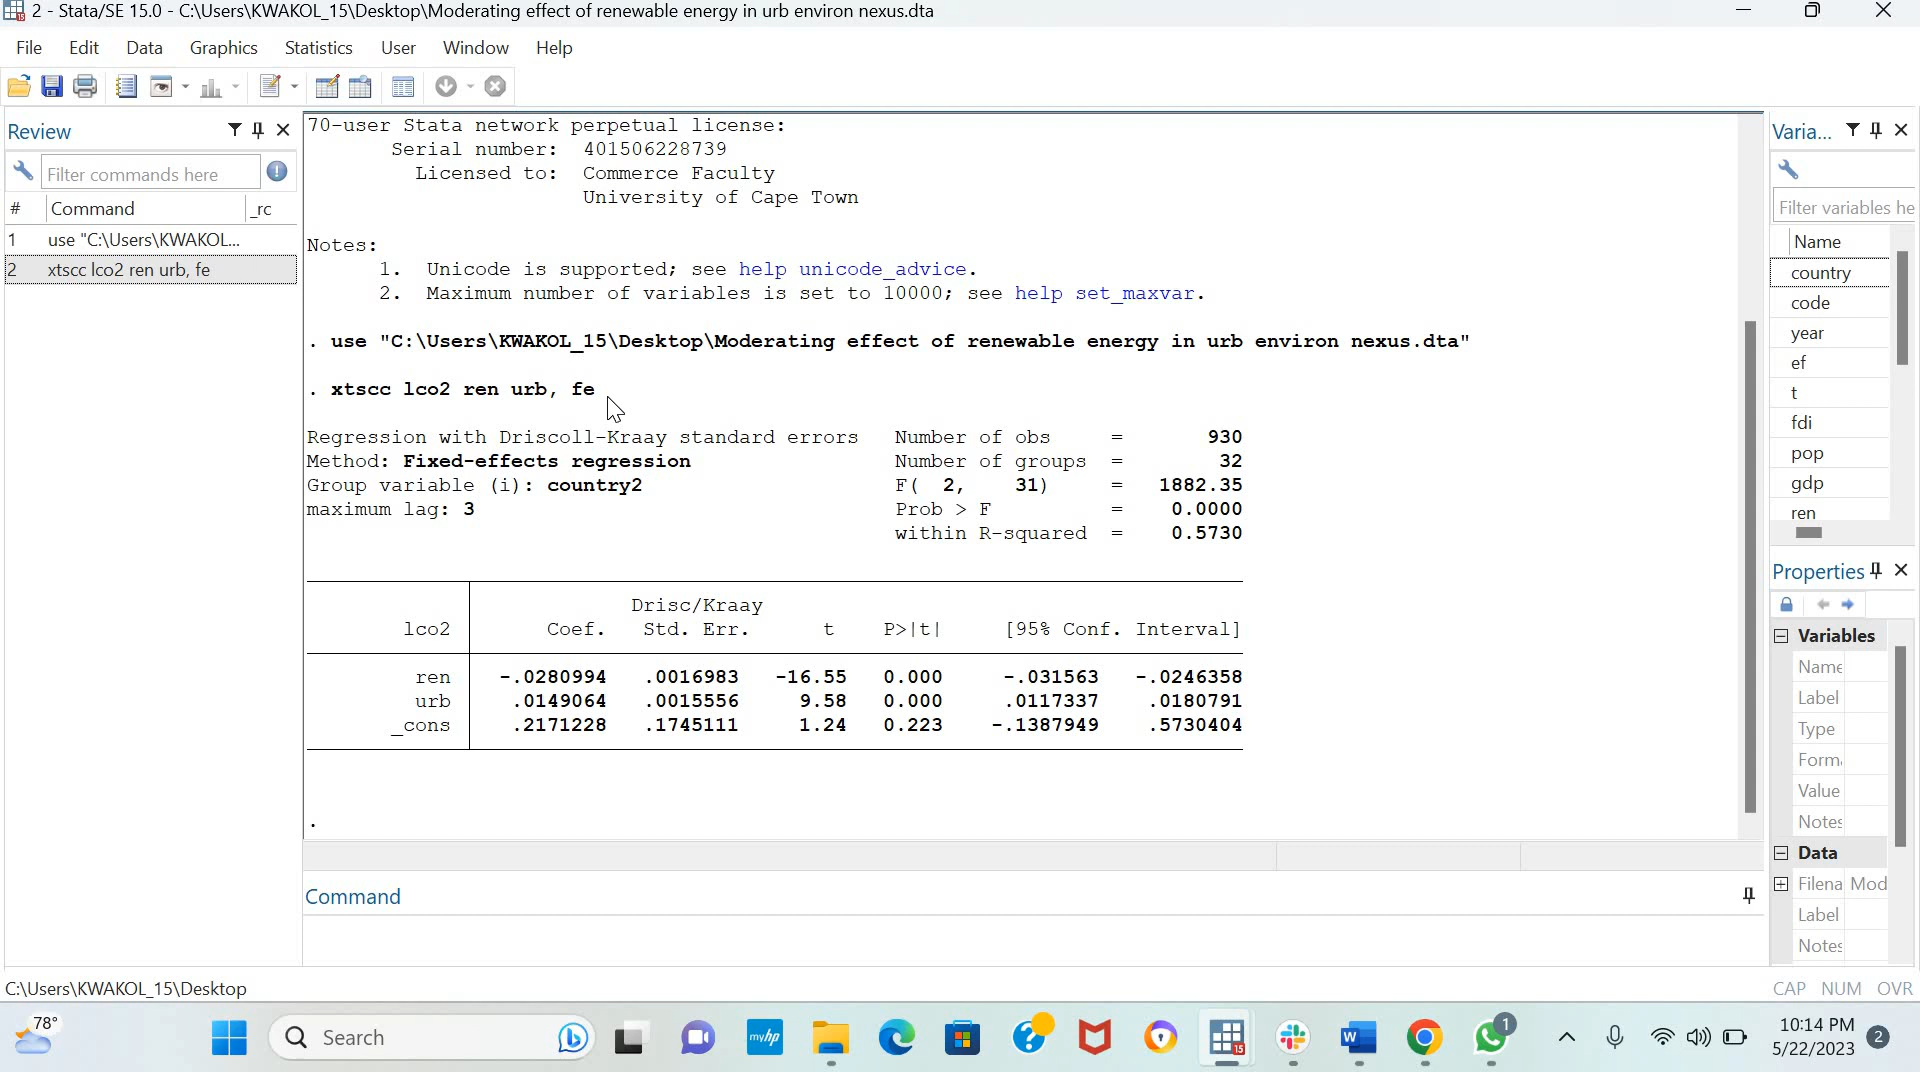 2 - Stata/SE 15.0 - C:\Users\KWAKOL_15\Desktop\Moderating effect of renewable energy in urb environ nexus.dta
File Edit Data Graphics Statistics User Window Help
Review
Filter commands here
# Command _rc
1 use "C:\Users\KWAKOL...
2 xtscc lco2 ren urb, fe
70-user Stata network perpetual license:
Serial number: 401506228739
Licensed to: Commerce Faculty
University of Cape Town
Notes:
1. Unicode is supported; see help unicode_advice.
2. Maximum number of variables is set to 10000; see help set_maxvar.
. use "C:\Users\KWAKOL_15\Desktop\Moderating effect of renewable energy in urb environ nexus.dta"
. xtscc lco2 ren urb, fe
Regression with Driscoll-Kraay standard errors Number of obs = 930
Method: Fixed-effects regression Number of groups = 32
Group variable (i): country2 F( 2, 31) = 1882.35
maximum lag: 3 Prob > F = 0.0000
within R-squared = 0.5730
Drisc/Kraay
lco2 Coef. Std. Err. t P>|t| [95% Conf. Interval]
ren -.0280994 .0016983 -16.55 0.000 -.031563 -.0246358
urb .0149064 .0015556 9.58 0.000 .0117337 .0180791
_cons .2171228 .1745111 1.24 0.223 -.1387949 .5730404
.
Command
Varia...
Filter variables he
Name
country
code
year
ef
t
fdi
pop
gdp
ren
Properties
Variables
Name
Label
Type
Form
Value
Notes
Data
Filena Mod
Label
Notes
C:\Users\KWAKOL_15\Desktop
CAP NUM OVR
78°
Search
myhp
15
W
1
10:14 PM
5/22/2023
2